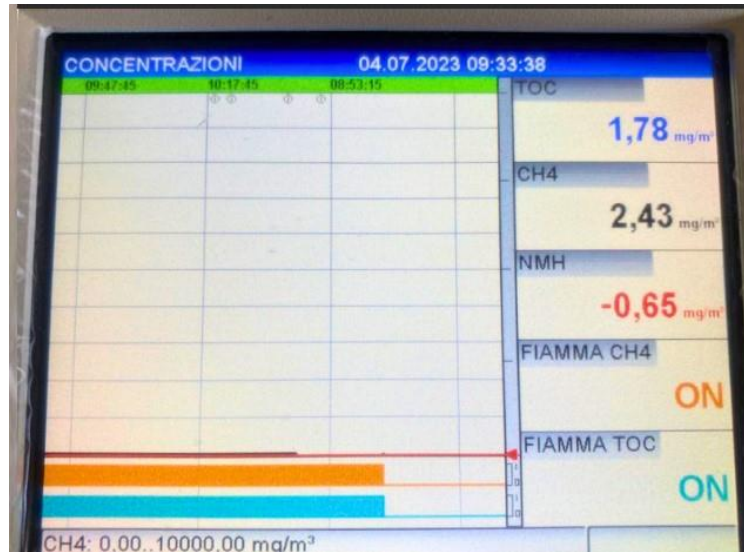 CONCENTRAZIONI 04.07.2023 09:33:38
09:47:45 10:17:45 08:53:15
TOC
1,78 mg/m³
CH4
2,43 mg/m³
NMH
-0,65 mg/m³
FIAMMA CH4
ON
FIAMMA TOC
ON
CH4: 0.00..10000.00 mg/m³